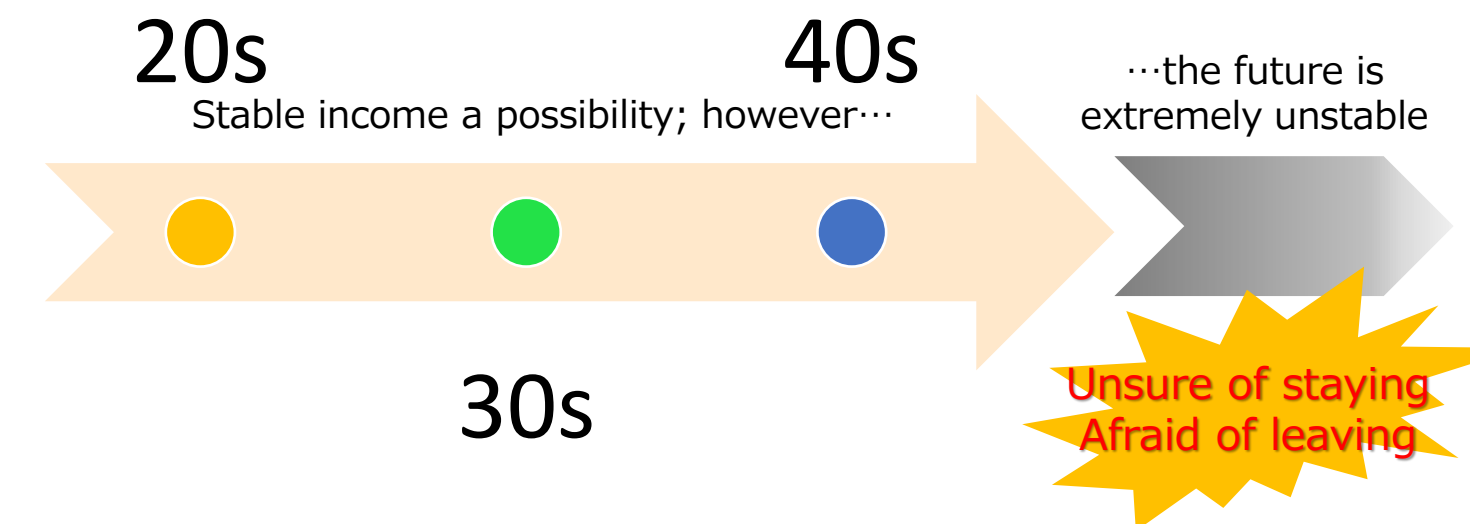 20s
40s
Stable income a possibility; however…
…the future is
extremely unstable
30s
Unsure of staying
Afraid of leaving